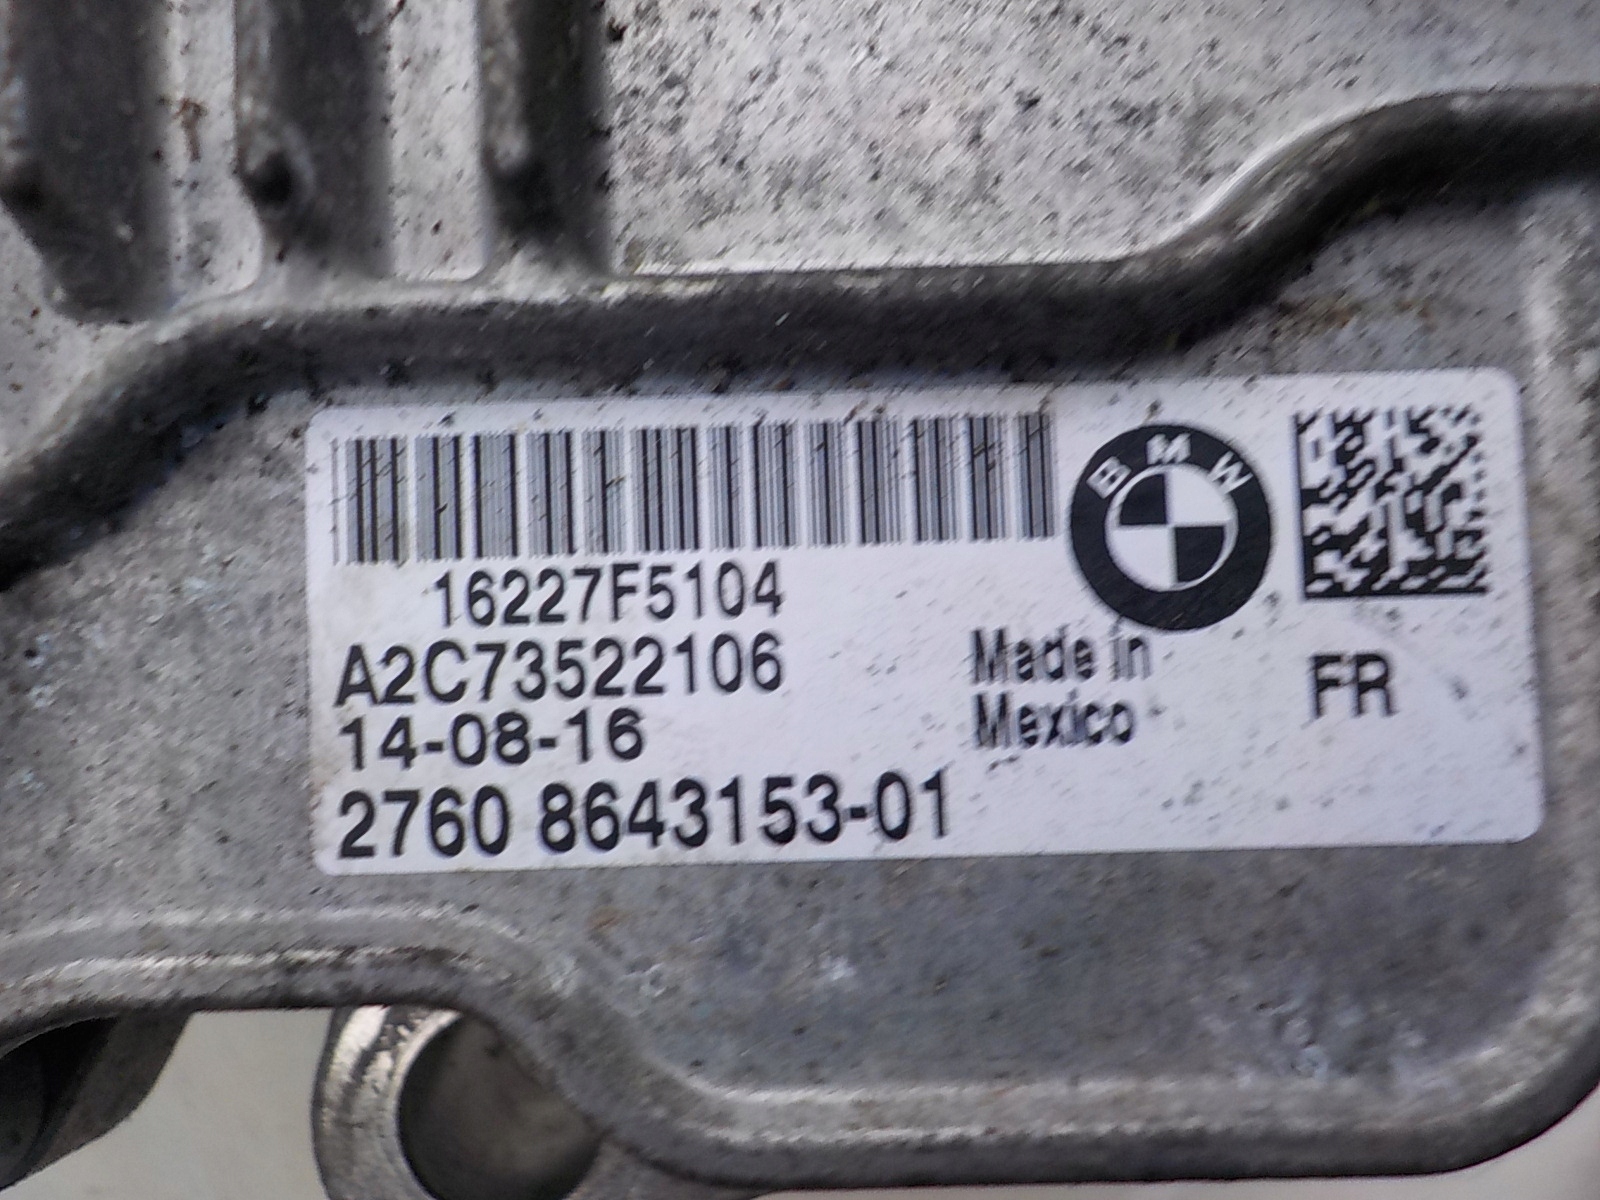 BMW
16227F5104
A2C73522106
14-08-16
2760 8643153-01
Made in
Mexico
FR